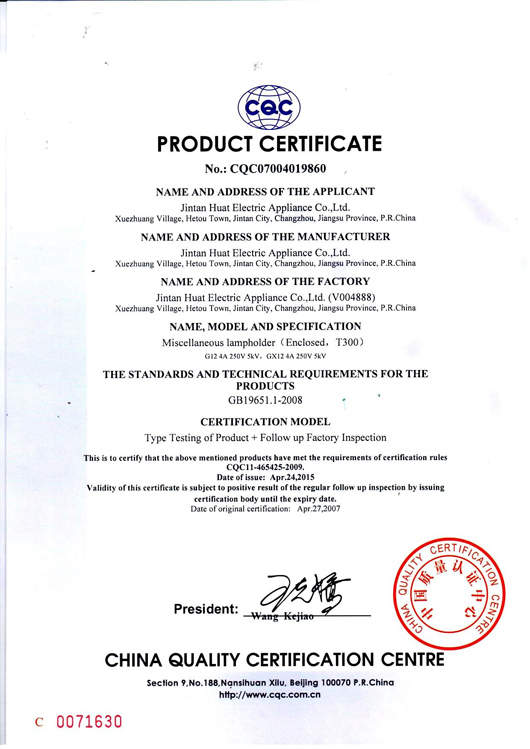 CQC
PRODUCT CERTIFICATE
No.: CQC07004019860
NAME AND ADDRESS OF THE APPLICANT
Jintan Huat Electric Appliance Co.,Ltd.
Xuezhuang Village, Hetou Town, Jintan City, Changzhou, Jiangsu Province, P.R.China
NAME AND ADDRESS OF THE MANUFACTURER
Jintan Huat Electric Appliance Co.,Ltd.
Xuezhuang Village, Hetou Town, Jintan City, Changzhou, Jiangsu Province, P.R.China
NAME AND ADDRESS OF THE FACTORY
Jintan Huat Electric Appliance Co.,Ltd. (V004888)
Xuezhuang Village, Hetou Town, Jintan City, Changzhou, Jiangsu Province, P.R.China
NAME, MODEL AND SPECIFICATION
Miscellaneous lampholder（Enclosed，T300）
G12 4A 250V 5kV，GX12 4A 250V 5kV
THE STANDARDS AND TECHNICAL REQUIREMENTS FOR THE
PRODUCTS
GB19651.1-2008
CERTIFICATION MODEL
Type Testing of Product + Follow up Factory Inspection
This is to certify that the above mentioned products have met the requirements of certification rules
CQC11-465425-2009.
Date of issue: Apr.24,2015
Validity of this certificate is subject to positive result of the regular follow up inspection by issuing
certification body until the expiry date.
Date of original certification: Apr.27,2007
CHINA QUALITY CERTIFICATION CENTRE
中国质量认证中心
President:
Wang Kejiao
CHINA QUALITY CERTIFICATION CENTRE
Section 9,No.188,Nansihuan Xilu, Beijing 100070 P.R.China
http://www.cqc.com.cn
C 0071630